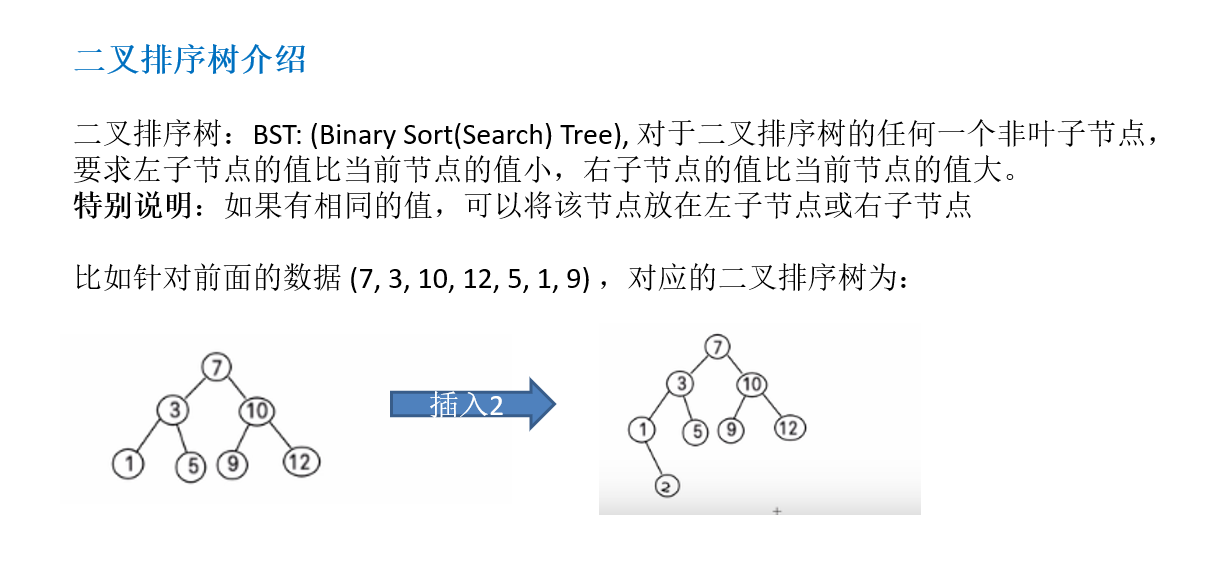 二叉排序树介绍
二叉排序树：BST: (Binary Sort(Search) Tree), 对于二叉排序树的任何一个非叶子节点，
要求左子节点的值比当前节点的值小，右子节点的值比当前节点的值大。
特别说明：如果有相同的值，可以将该节点放在左子节点或右子节点
比如针对前面的数据 (7, 3, 10, 12, 5, 1, 9) ，对应的二叉排序树为：
7
3 10
1 5 9 12
插入2
7
3 10
1 5 9 12
2